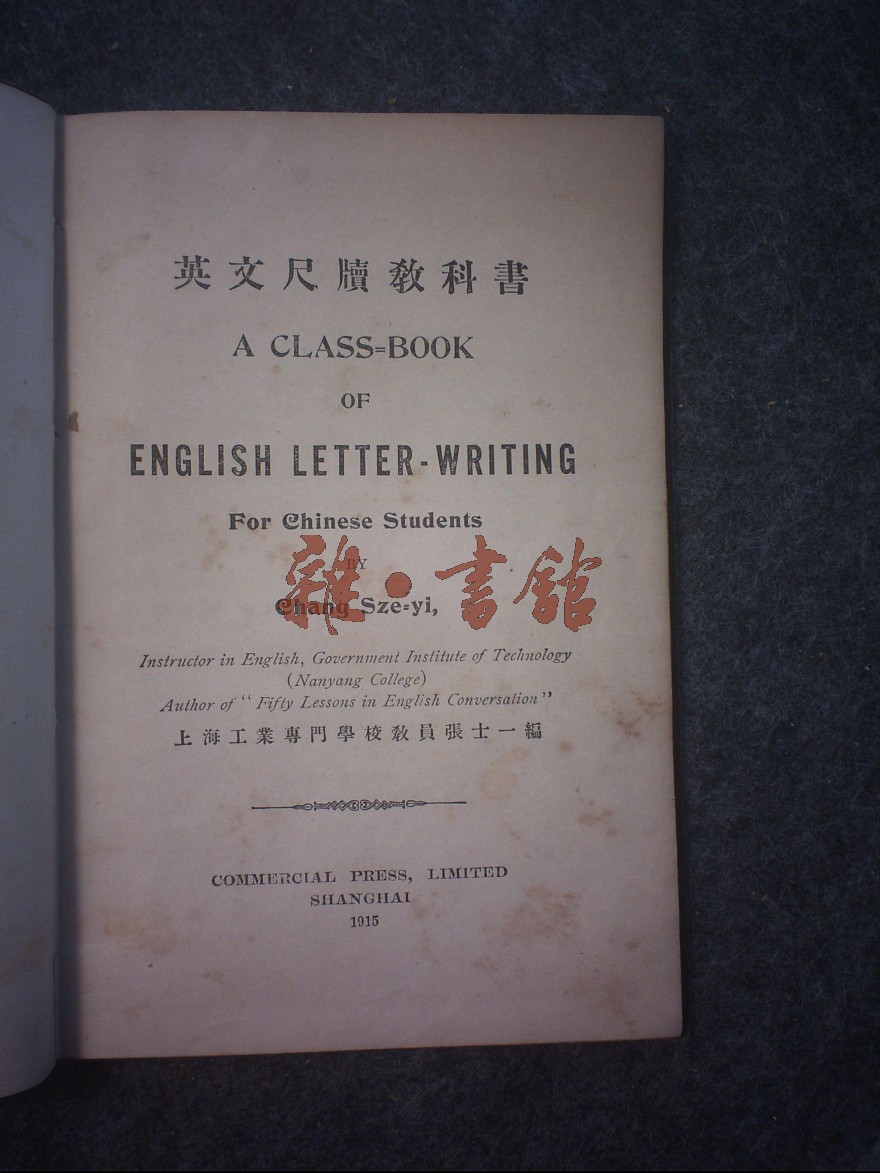 英文尺牘教科書
A CLASS=BOOK
OF
ENGLISH LETTER-WRITING
For Chinese Students
BY
雜·書館
Chang Sze=yi,
Instructor in English, Government Institute of Technology
(Nanyang College)
Author of “Fifty Lessons in English Conversation”
上海工業專門學校教員張士一編
COMMERCIAL PRESS, LIMITED
SHANGHAI
1915